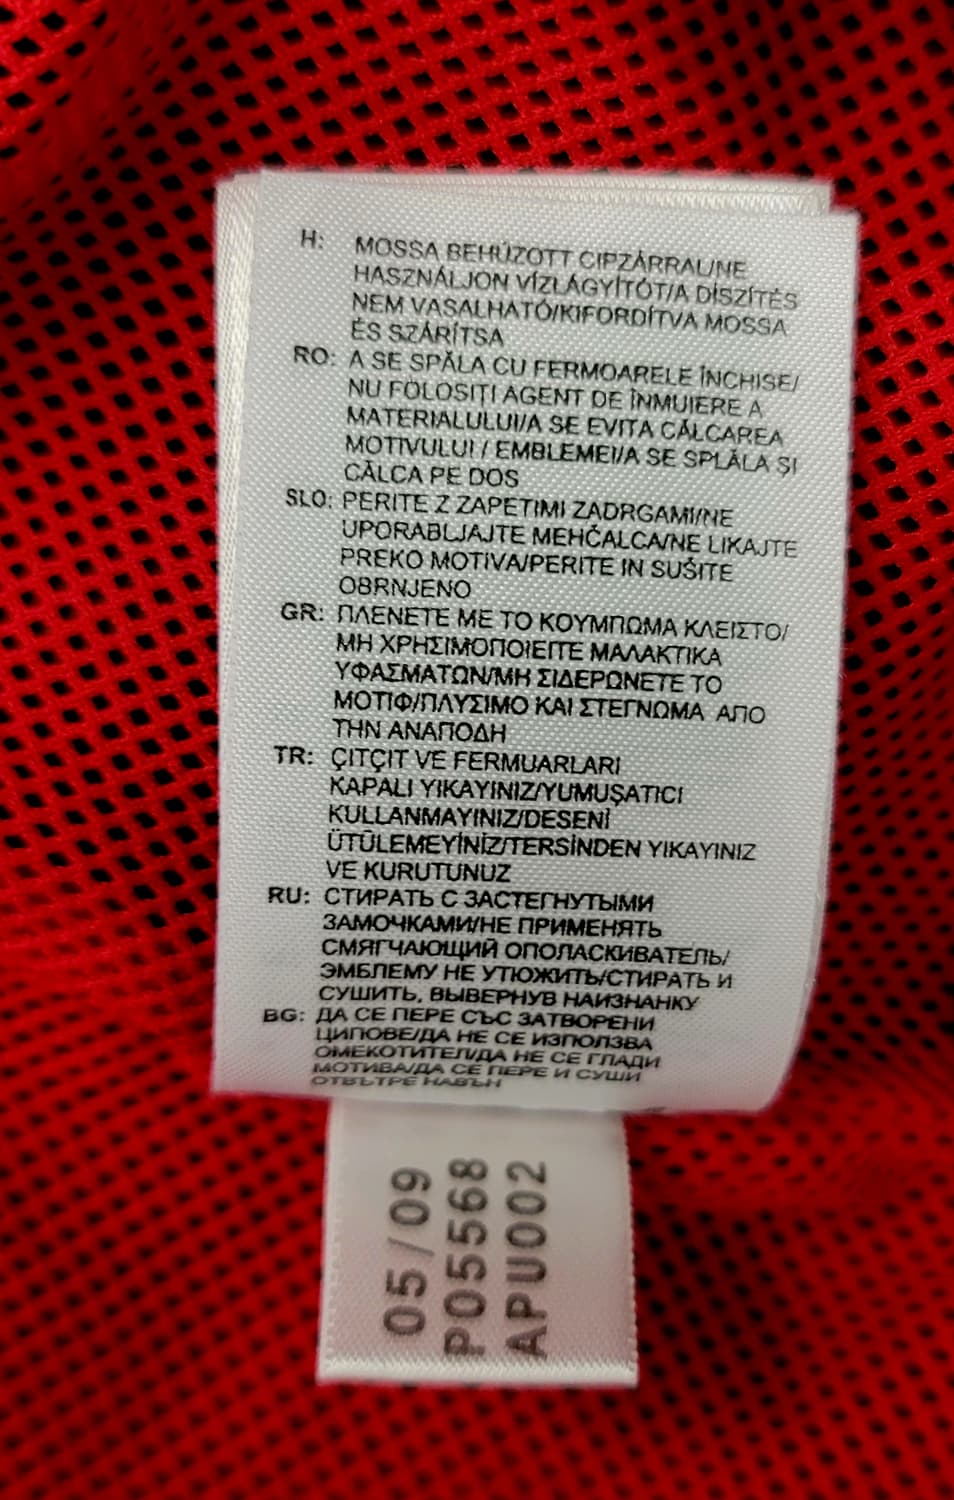 H: MOSSA BEHÚZOTT CIPZÁRRAL/NE
HASZNÁLJON VÍZLÁGYÍTÓT/A DÍSZÍTÉS
NEM VASALHATÓ/KIFORDÍTVA MOSSA
ÉS SZÁRÍTSA
RO: A SE SPĂLA CU FERMOARELE ÎNCHISE/
NU FOLOSITI AGENT DE ÎNMUIERE A
MATERIALULUI/A SE EVITA CĂLCAREA
MOTIVULUI / EMBLEMEI/A SE SPLĂLA ŞI
CĂLCA PE DOS
SLO: PERITE Z ZAPETIMI ZADRGAMI/NE
UPORABLJAJTE MEHČALCA/NE LIKAJTE
PREKO MOTIVA/PERITE IN SUŠITE
OBRNJENO
GR: ΠΛΕΝΕΤΕ ΜΕ ΤΟ ΚΟΥΜΠΩΜΑ ΚΛΕΙΣΤΟ/
ΜΗ ΧΡΗΣΙΜΟΠΟΙΕΙΤΕ ΜΑΛΑΚΤΙΚΑ
ΥΦΑΣΜΑΤΩΝ/ΜΗ ΣΙΔΕΡΩΝΕΤΕ ΤΟ
ΜΟΤΙΦ/ΠΛΥΣΙΜΟ ΚΑΙ ΣΤΕΓΝΩΜΑ ΑΠΟ
ΤΗΝ ΑΝΑΠΟΔΗ
TR: ÇITÇIT VE FERMUARLARI
KAPALI YIKAYINIZ/YUMUŞATICI
KULLANMAYINIZ/DESENİ
ÜTÜLEMEYİNİZ/TERSİNDEN YIKAYINIZ
VE KURUTUNUZ
RU: СТИРАТЬ С ЗАСТЕГНУТЫМИ
ЗАМОЧКАМИ/НЕ ПРИМЕНЯТЬ
СМЯГЧАЮЩИЙ ОПОЛАСКИВАТЕЛЬ/
ЭМБЛЕМУ НЕ УТЮЖИТЬ/СТИРАТЬ И
СУШИТЬ, ВЫВЕРНУВ НАИЗНАНКУ
BG: ДА СЕ ПЕРЕ СЪС ЗАТВОРЕНИ
ЦИПОВЕ/ДА НЕ СЕ ИЗПОЛЗВА
ОМЕКОТИТЕЛ/ДА НЕ СЕ ГЛАДИ
МОТИВА/ДА СЕ ПЕРЕ И СУШИ
ОТВЪТРЕ НАВЪН
05/09
P05568
APU002